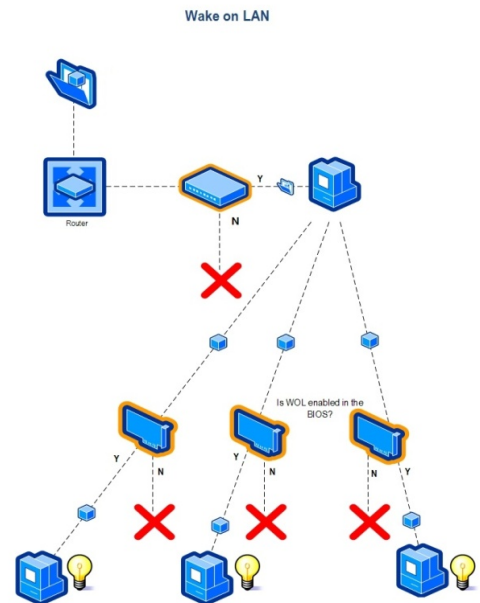 Wake on LAN
Router
Y
N
Is WOL enabled in the
BIOS?
Y
N
Y
N
N
Y